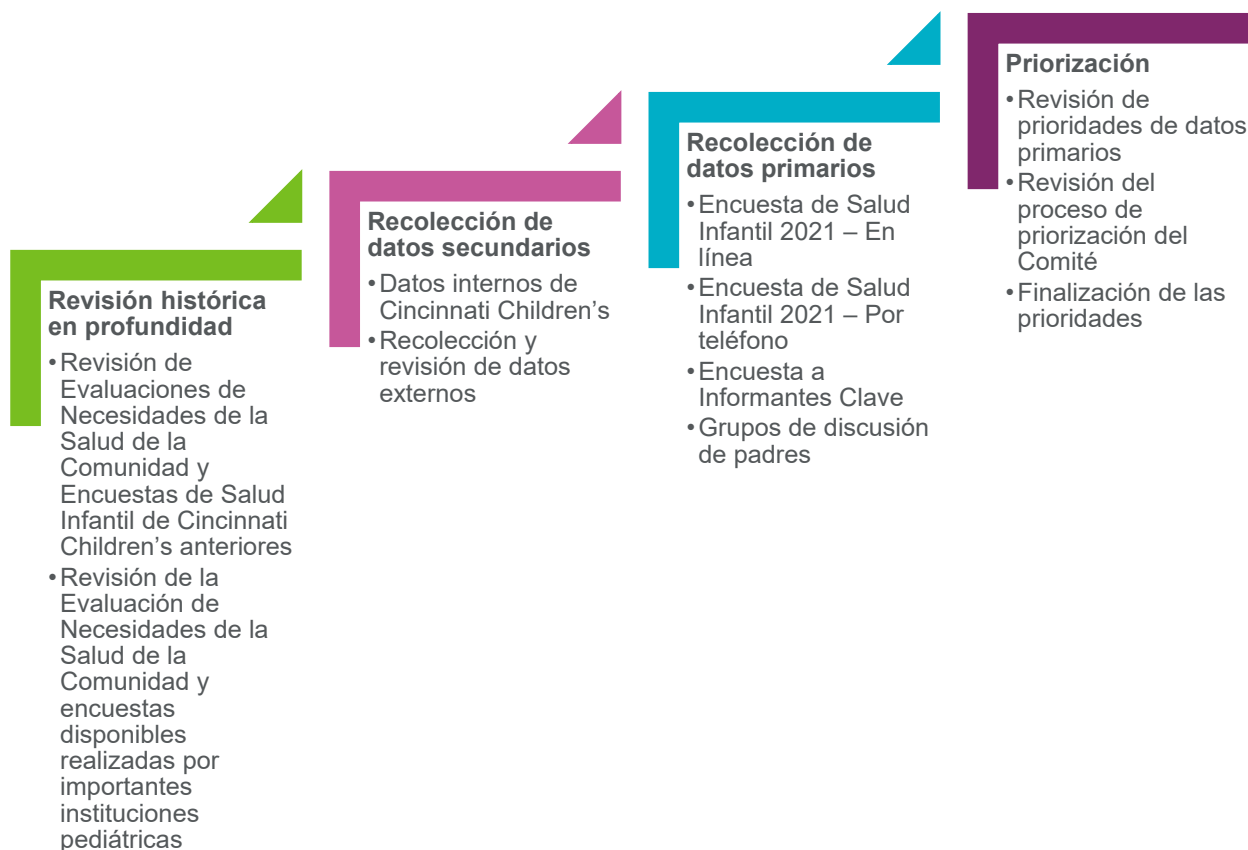 Revisión histórica
en profundidad
•Revisión de
Evaluaciones de
Necesidades de la
Salud de la
Comunidad y
Encuestas de Salud
Infantil de Cincinnati
Children’s anteriores
•Revisión de la
Evaluación de
Necesidades de la
Salud de la
Comunidad y
encuestas
disponibles
realizadas por
importantes
instituciones
pediátricas
Recolección de
datos secundarios
•Datos internos de
Cincinnati Children’s
•Recolección y
revisión de datos
externos
Recolección de
datos primarios
•Encuesta de Salud
Infantil 2021 – En
línea
•Encuesta de Salud
Infantil 2021 – Por
teléfono
•Encuesta a
Informantes Clave
•Grupos de discusión
de padres
Priorización
•Revisión de
prioridades de datos
primarios
•Revisión del
proceso de
priorización del
Comité
•Finalización de las
prioridades